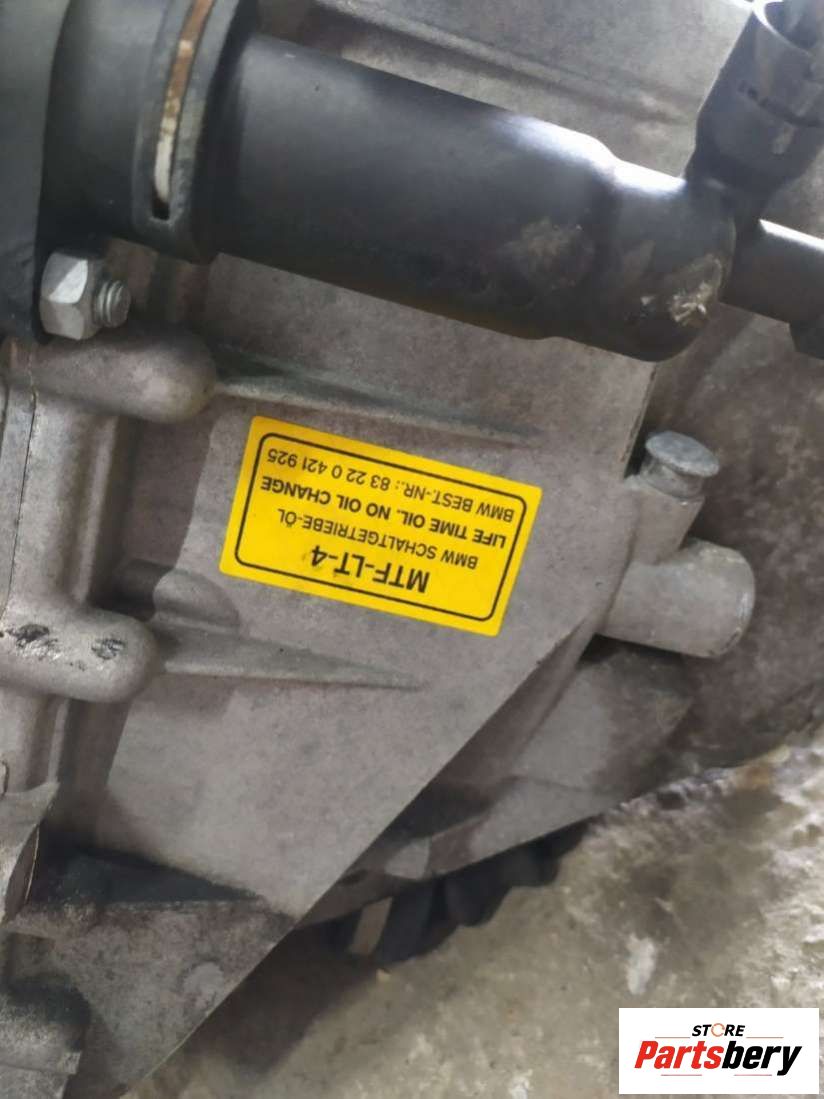 MTF-LT-4
BMW SCHALTGETRIEBE-ÖL
LIFE TIME OIL. NO OIL CHANGE
BMW BEST.-NR.: 83 22 0 421 925
STORE
Partsbery